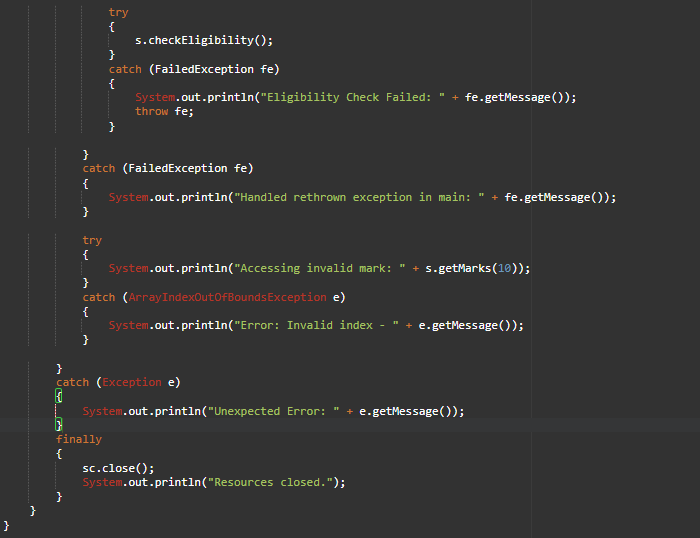 try
{
s.checkEligibility();
}
catch (FailedException fe)
{
System.out.println("Eligibility Check Failed: " + fe.getMessage());
throw fe;
}
}
catch (FailedException fe)
{
System.out.println("Handled rethrown exception in main: " + fe.getMessage());
}
try
{
System.out.println("Accessing invalid mark: " + s.getMarks(10));
}
catch (ArrayIndexOutOfBoundsException e)
{
System.out.println("Error: Invalid index - " + e.getMessage());
}
}
catch (Exception e)
{
System.out.println("Unexpected Error: " + e.getMessage());
}
finally
{
sc.close();
System.out.println("Resources closed.");
}
}
}